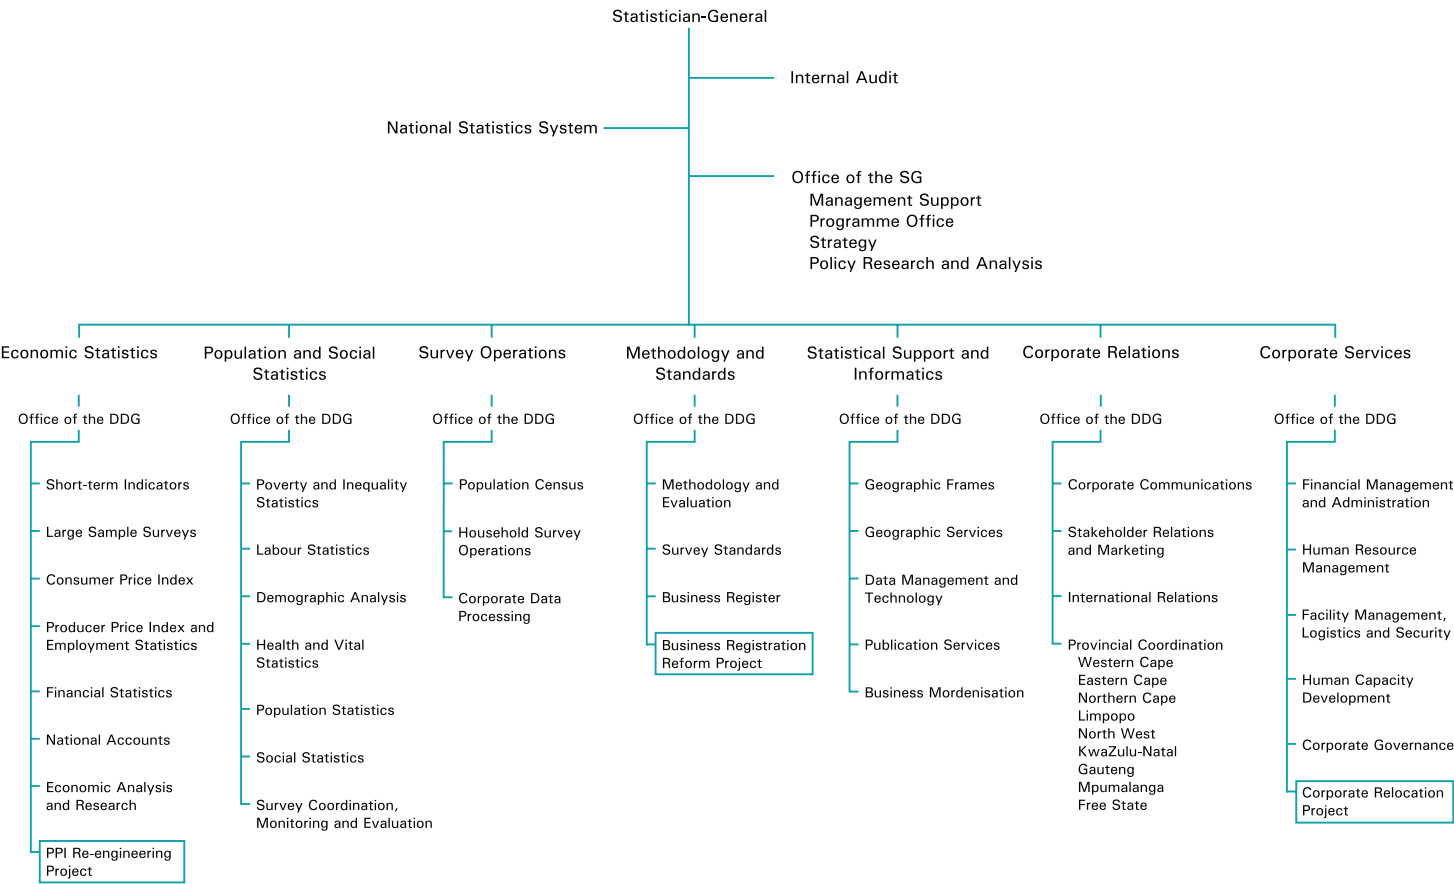 Statistician-General
Internal Audit
National Statistics System
Office of the SG
Management Support
Programme Office
Strategy
Policy Research and Analysis
Economic Statistics
Office of the DDG
Short-term Indicators
Large Sample Surveys
Consumer Price Index
Producer Price Index and
Employment Statistics
Financial Statistics
National Accounts
Economic Analysis
and Research
PPI Re-engineering
Project
Population and Social
Statistics
Office of the DDG
Poverty and Inequality
Statistics
Labour Statistics
Demographic Analysis
Health and Vital
Statistics
Population Statistics
Social Statistics
Survey Coordination,
Monitoring and Evaluation
Survey Operations
Office of the DDG
Population Census
Household Survey
Operations
Corporate Data
Processing
Methodology and
Standards
Office of the DDG
Methodology and
Evaluation
Survey Standards
Business Register
Business Registration
Reform Project
Statistical Support and
Informatics
Office of the DDG
Geographic Frames
Geographic Services
Data Management and
Technology
Publication Services
Business Mordenisation
Corporate Relations
Office of the DDG
Corporate Communications
Stakeholder Relations
and Marketing
International Relations
Provincial Coordination
Western Cape
Eastern Cape
Northern Cape
Limpopo
North West
KwaZulu-Natal
Gauteng
Mpumalanga
Free State
Corporate Services
Office of the DDG
Financial Management
and Administration
Human Resource
Management
Facility Management,
Logistics and Security
Human Capacity
Development
Corporate Governance
Corporate Relocation
Project